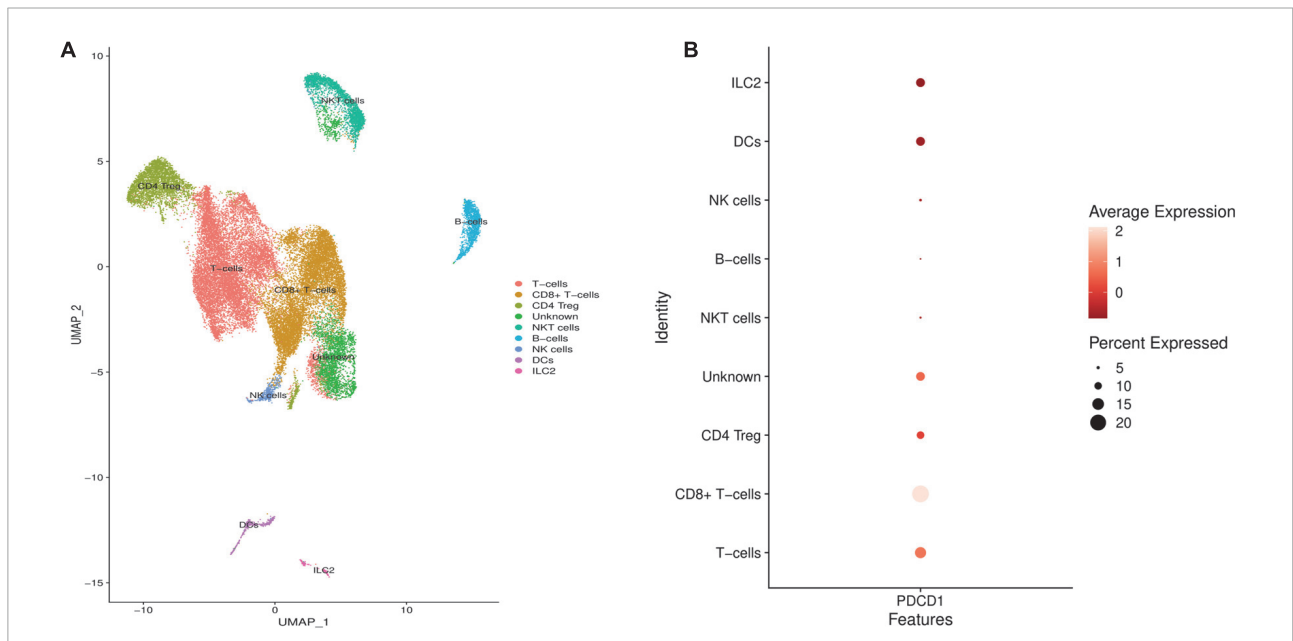 A
10
5
0
−5
−10
−15
UMAP_2
−10
0
10
UMAP_1
NKT cells
CD4 Treg
B−cells
T−cells
CD8+ T−cells
Unknown
NK cells
DCs
ILC2
T−cells
CD8+ T−cells
CD4 Treg
Unknown
NKT cells
B−cells
NK cells
DCs
ILC2
B
Identity
ILC2
DCs
NK cells
B−cells
NKT cells
Unknown
CD4 Treg
CD8+ T−cells
T−cells
PDCD1
Features
Average Expression
2
1
0
Percent Expressed
5
10
15
20